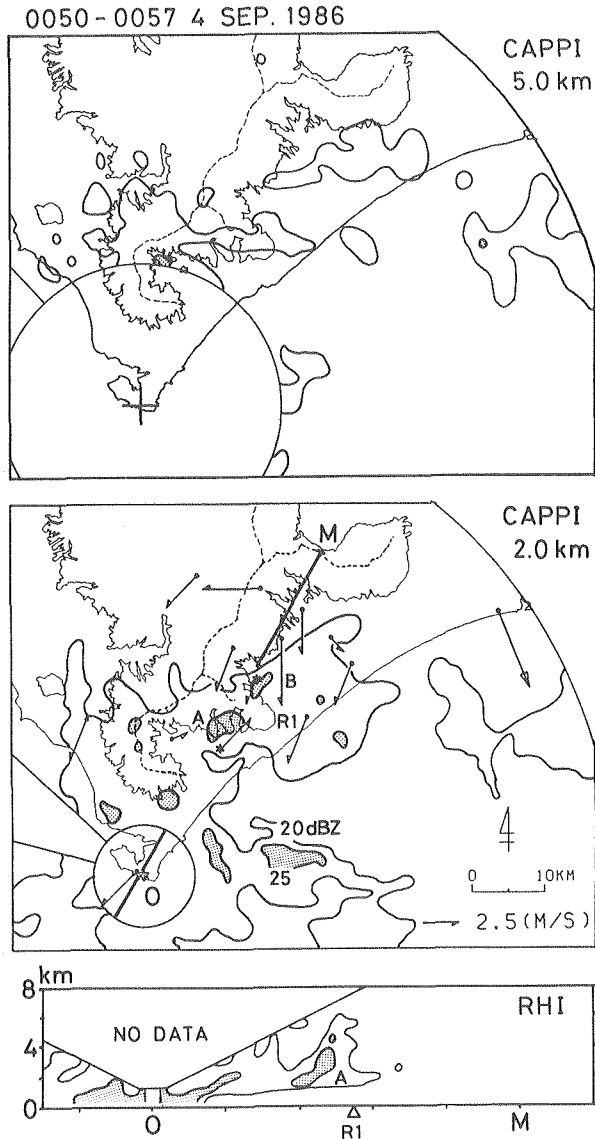 0050-0057 4 SEP. 1986
CAPPI
5.0 km
CAPPI
2.0 km
M
B
A
R1
20dBZ
25
O
0 10KM
2.5(M/S)
km
8
RHI
NO DATA
4
A
0
O
R1
M